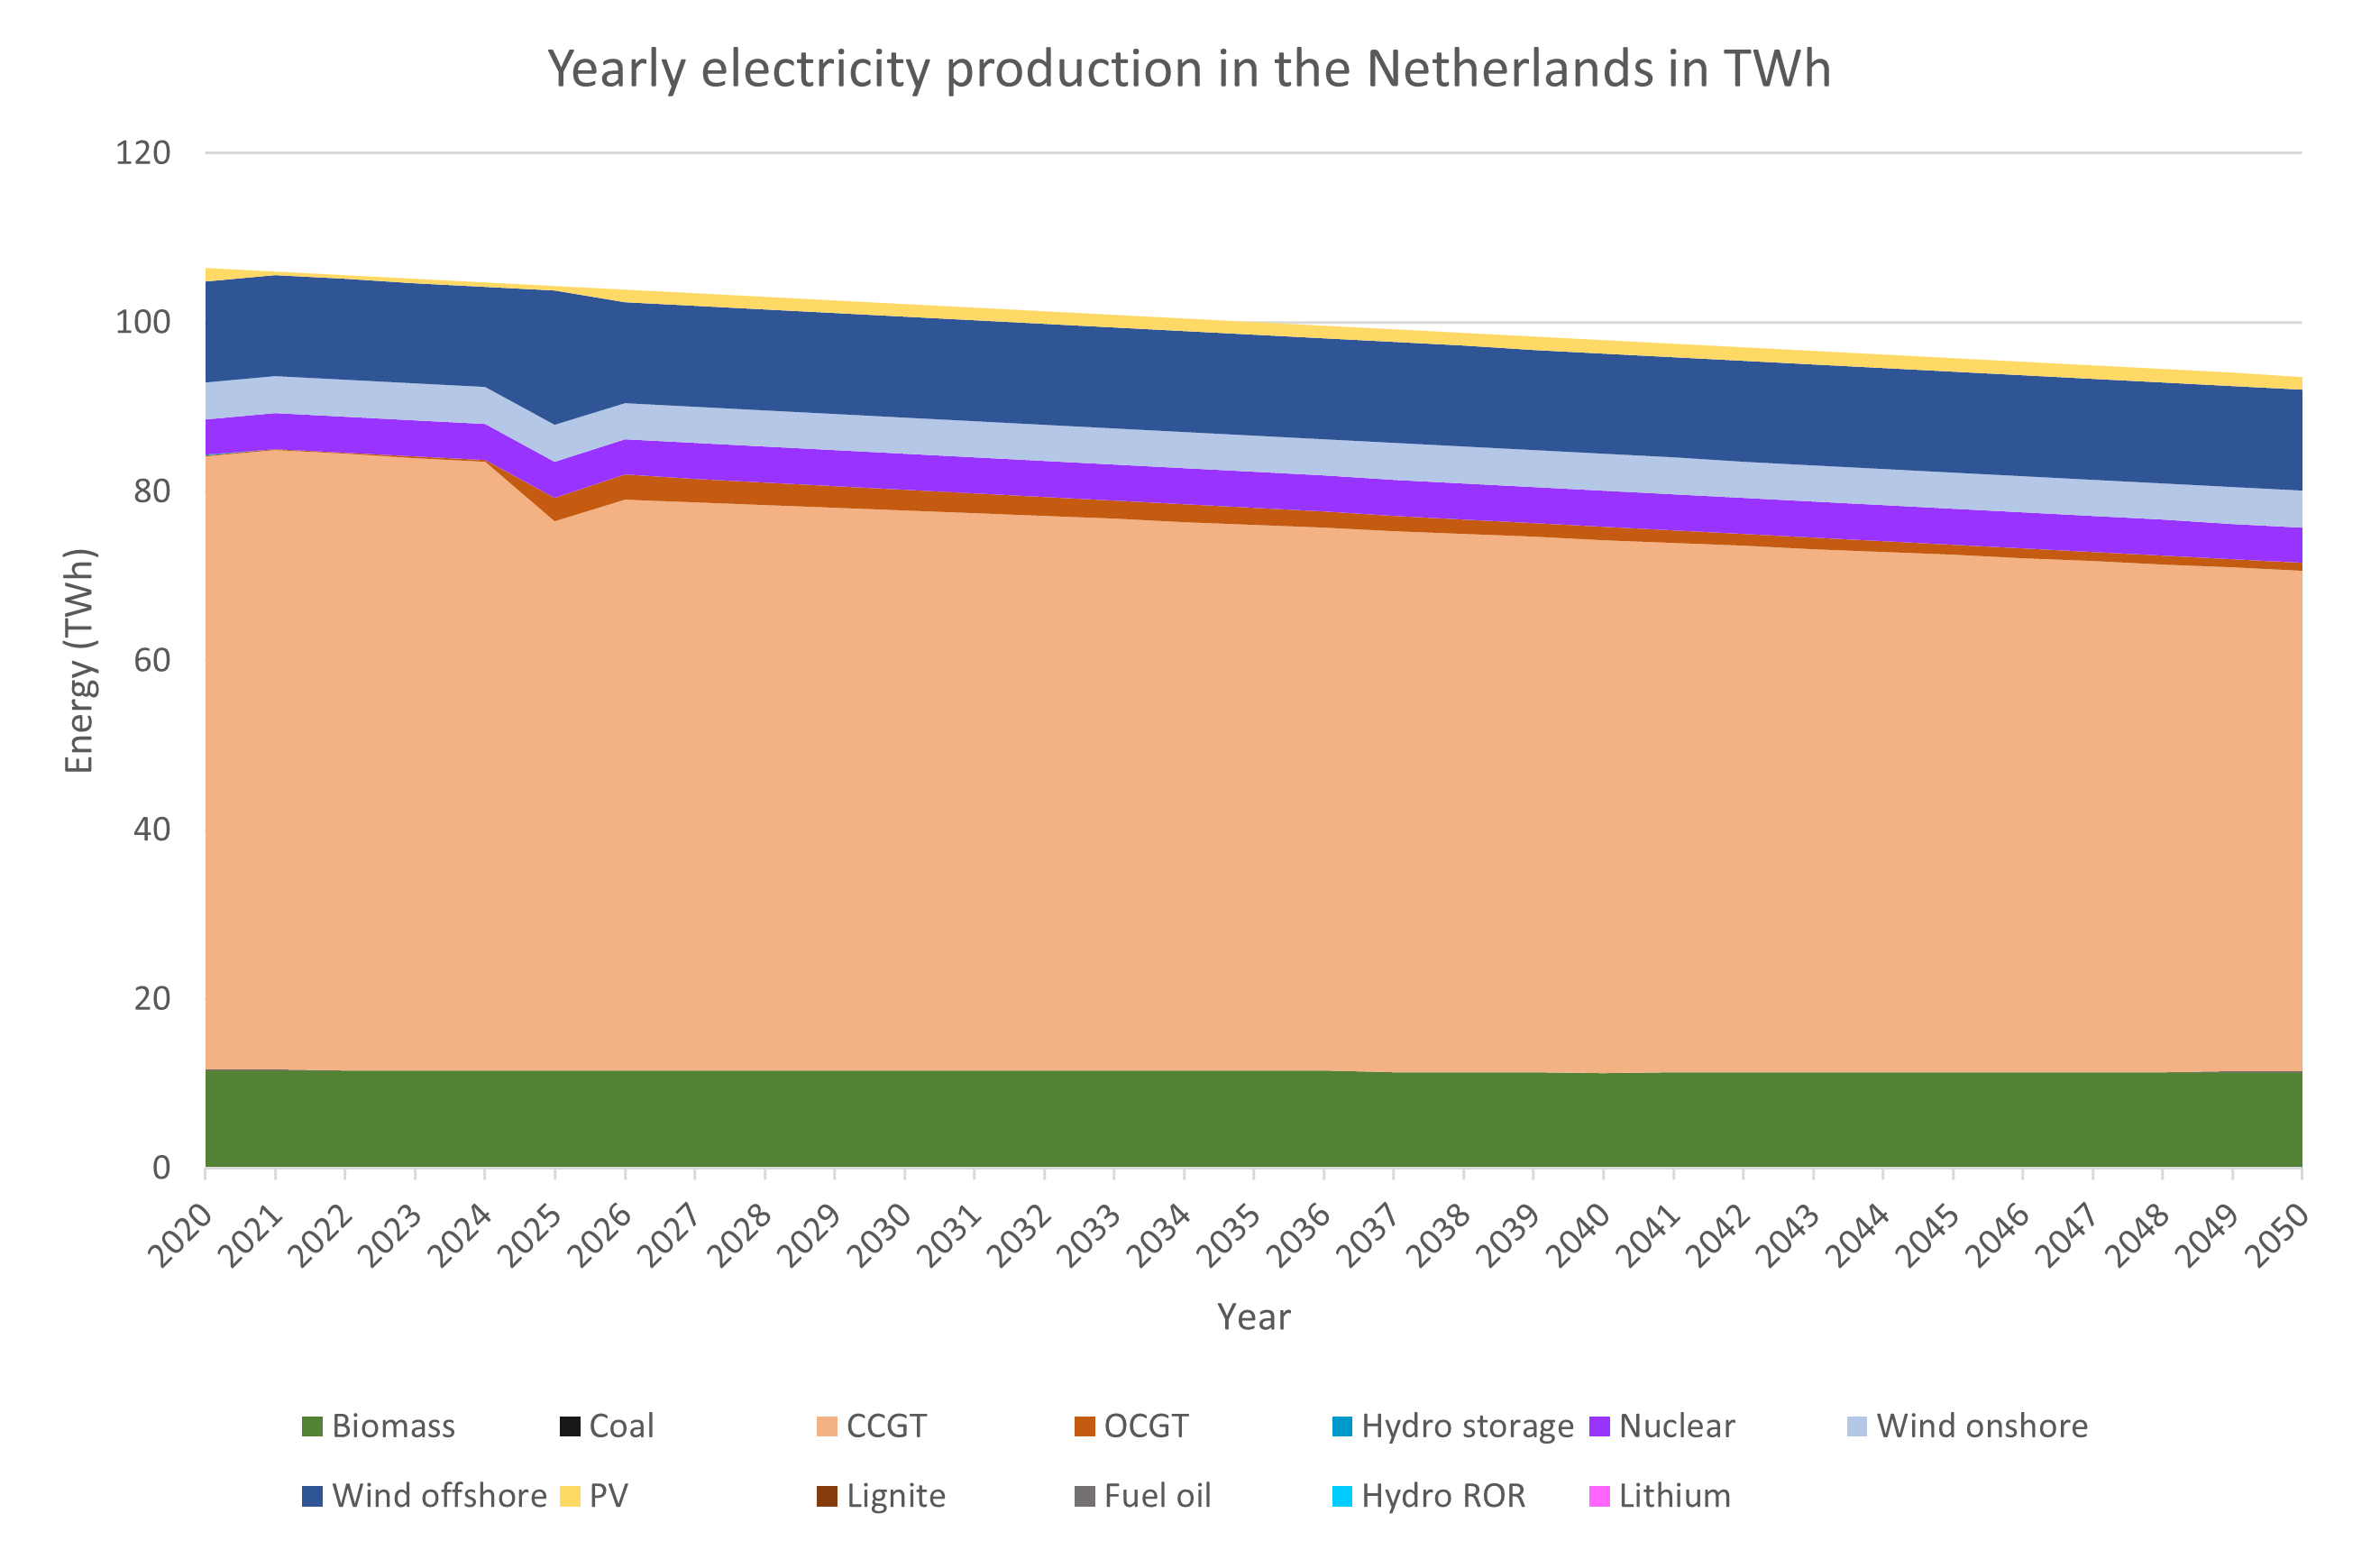 Yearly electricity production in the Netherlands in TWh
120
100
80
60
40
20
0
Energy (TWh)
2020 2021 2022 2023 2024 2025 2026 2027 2028 2029 2030 2031 2032 2033 2034 2035 2036 2037 2038 2039 2040 2041 2042 2043 2044 2045 2046 2047 2048 2049 2050
Year
Biomass Coal CCGT OCGT Hydro storage Nuclear Wind onshore
Wind offshore PV Lignite Fuel oil Hydro ROR Lithium